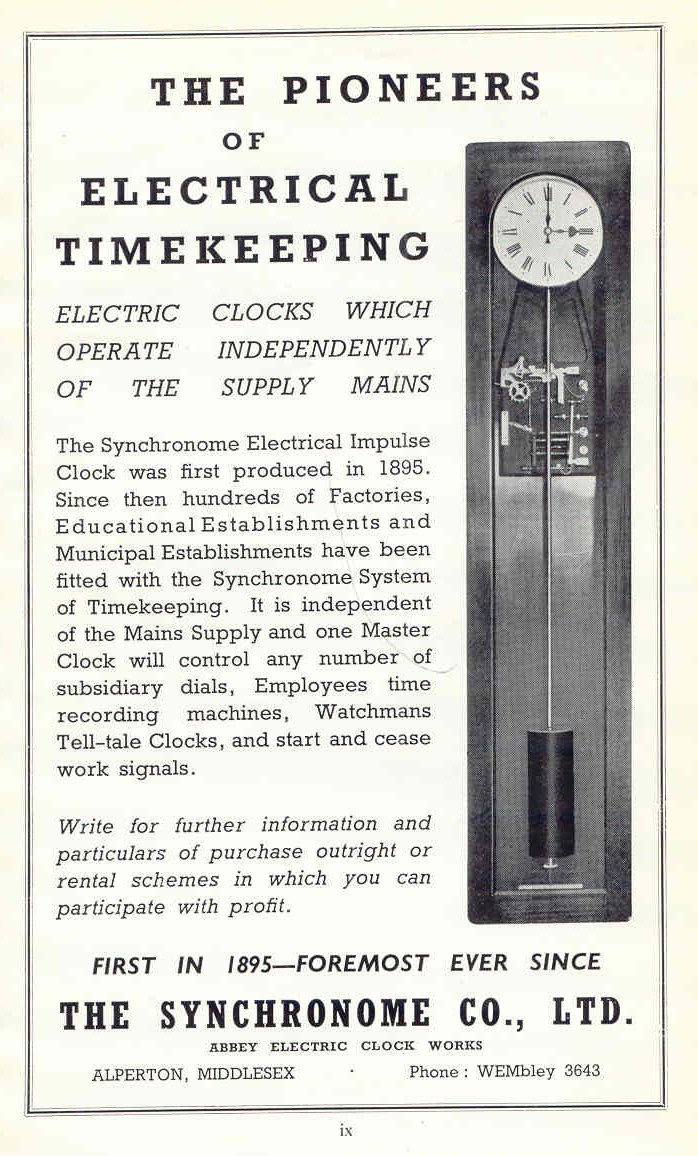 THE PIONEERS
OF
ELECTRICAL
TIMEKEEPING
ELECTRIC CLOCKS WHICH
OPERATE INDEPENDENTLY
OF THE SUPPLY MAINS
The Synchronome Electrical Impulse
Clock was first produced in 1895.
Since then hundreds of Factories,
Educational Establishments and
Municipal Establishments have been
fitted with the Synchronome System
of Timekeeping. It is independent
of the Mains Supply and one Master
Clock will control any number of
subsidiary dials, Employees time
recording machines, Watchmans
Tell-tale Clocks, and start and cease
work signals.
Write for further information and
particulars of purchase outright or
rental schemes in which you can
participate with profit.
FIRST IN 1895—FOREMOST EVER SINCE
THE SYNCHRONOME CO., LTD.
ABBEY ELECTRIC CLOCK WORKS
ALPERTON, MIDDLESEX · Phone : WEMbley 3643
ix